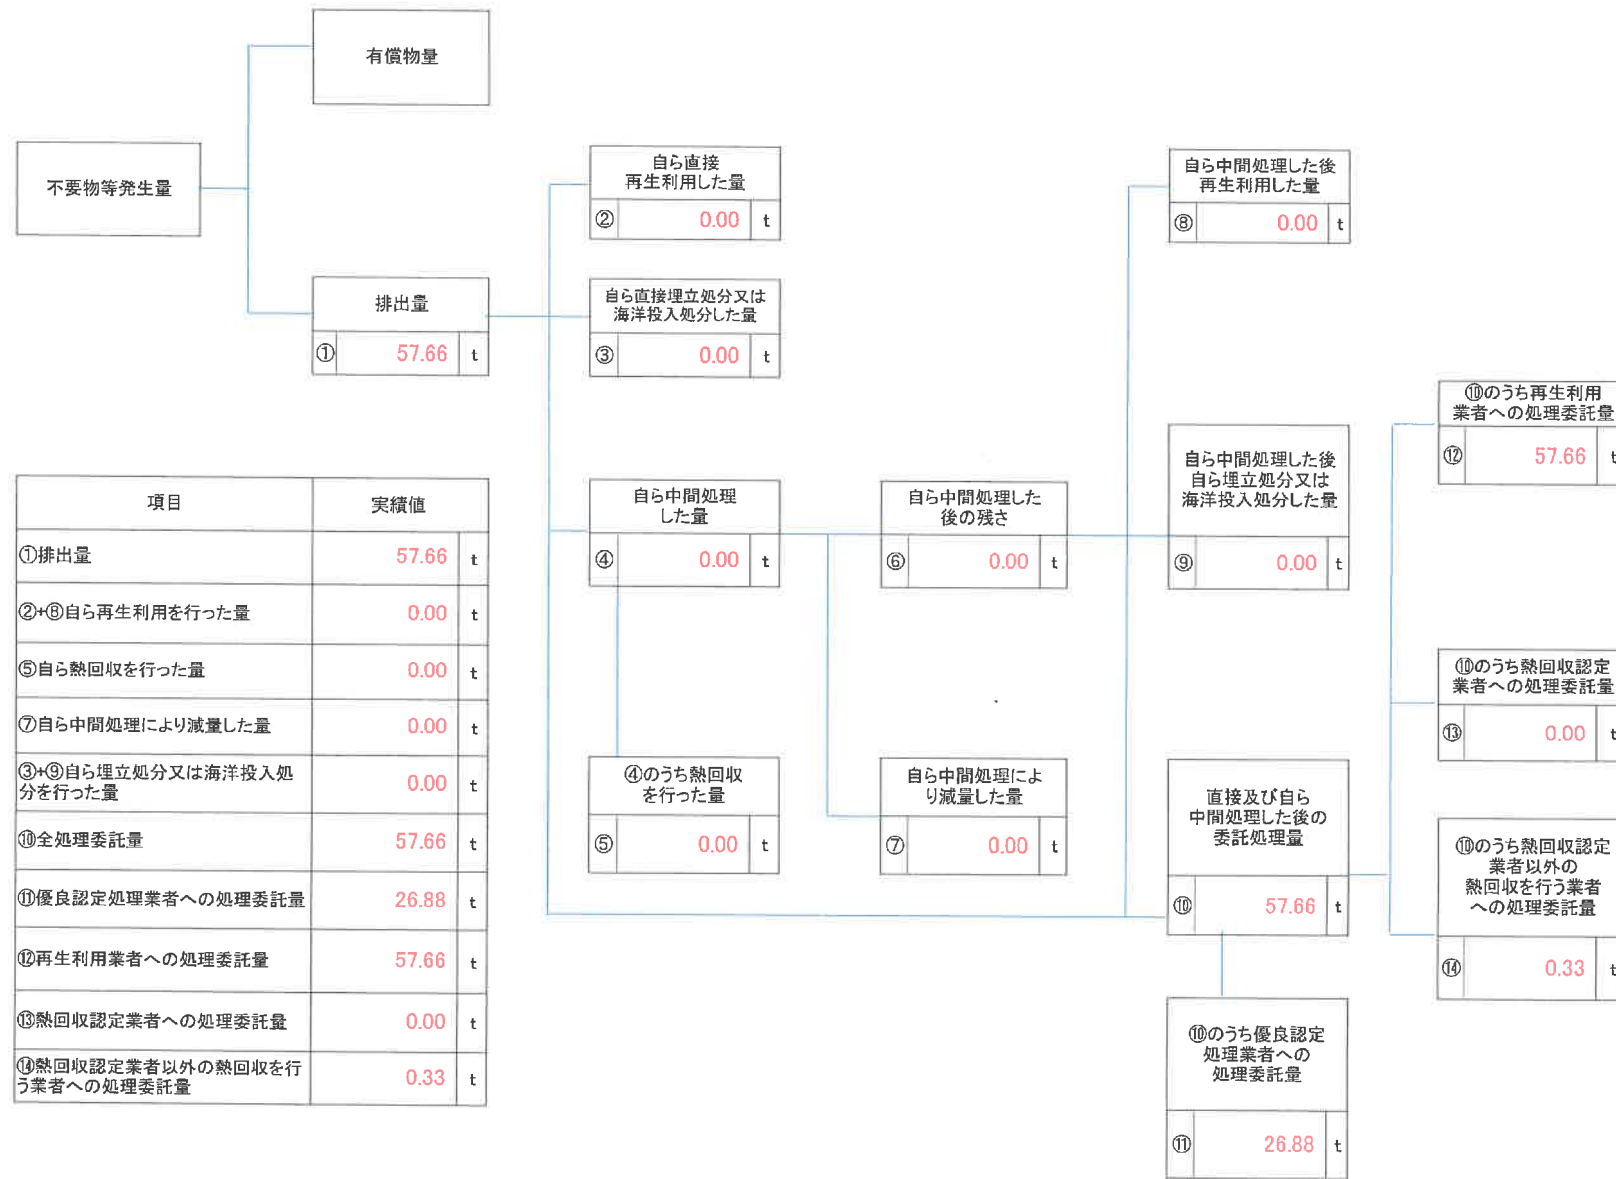 有償物量
不要物等発生量
排出量
① 57.66 t
自ら直接
再生利用した量
② 0.00 t
自ら直接埋立処分又は
海洋投入処分した量
③ 0.00 t
自ら中間処理
した量
④ 0.00 t
④のうち熱回収
を行った量
⑤ 0.00 t
自ら中間処理した
後の残さ
⑥ 0.00 t
自ら中間処理によ
り減量した量
⑦ 0.00 t
自ら中間処理した後
再生利用した量
⑧ 0.00 t
自ら中間処理した後
自ら埋立処分又は
海洋投入処分した量
⑨ 0.00 t
直接及び自ら
中間処理した後の
委託処理量
⑩ 57.66 t
⑩のうち優良認定
処理業者への
処理委託量
⑪ 26.88 t
⑩のうち再生利用
業者への処理委託量
⑫ 57.66 t
⑩のうち熱回収認定
業者への処理委託量
⑬ 0.00 t
⑩のうち熱回収認定
業者以外の
熱回収を行う業者
への処理委託量
⑭ 0.33 t
項目 実績値
①排出量 57.66 t
②+⑧自ら再生利用を行った量 0.00 t
⑤自ら熱回収を行った量 0.00 t
⑦自ら中間処理により減量した量 0.00 t
③+⑨自ら埋立処分又は海洋投入処
分を行った量 0.00 t
⑩全処理委託量 57.66 t
⑪優良認定処理業者への処理委託量 26.88 t
⑫再生利用業者への処理委託量 57.66 t
⑬熱回収認定業者への処理委託量 0.00 t
⑭熱回収認定業者以外の熱回収を行
う業者への処理委託量 0.33 t